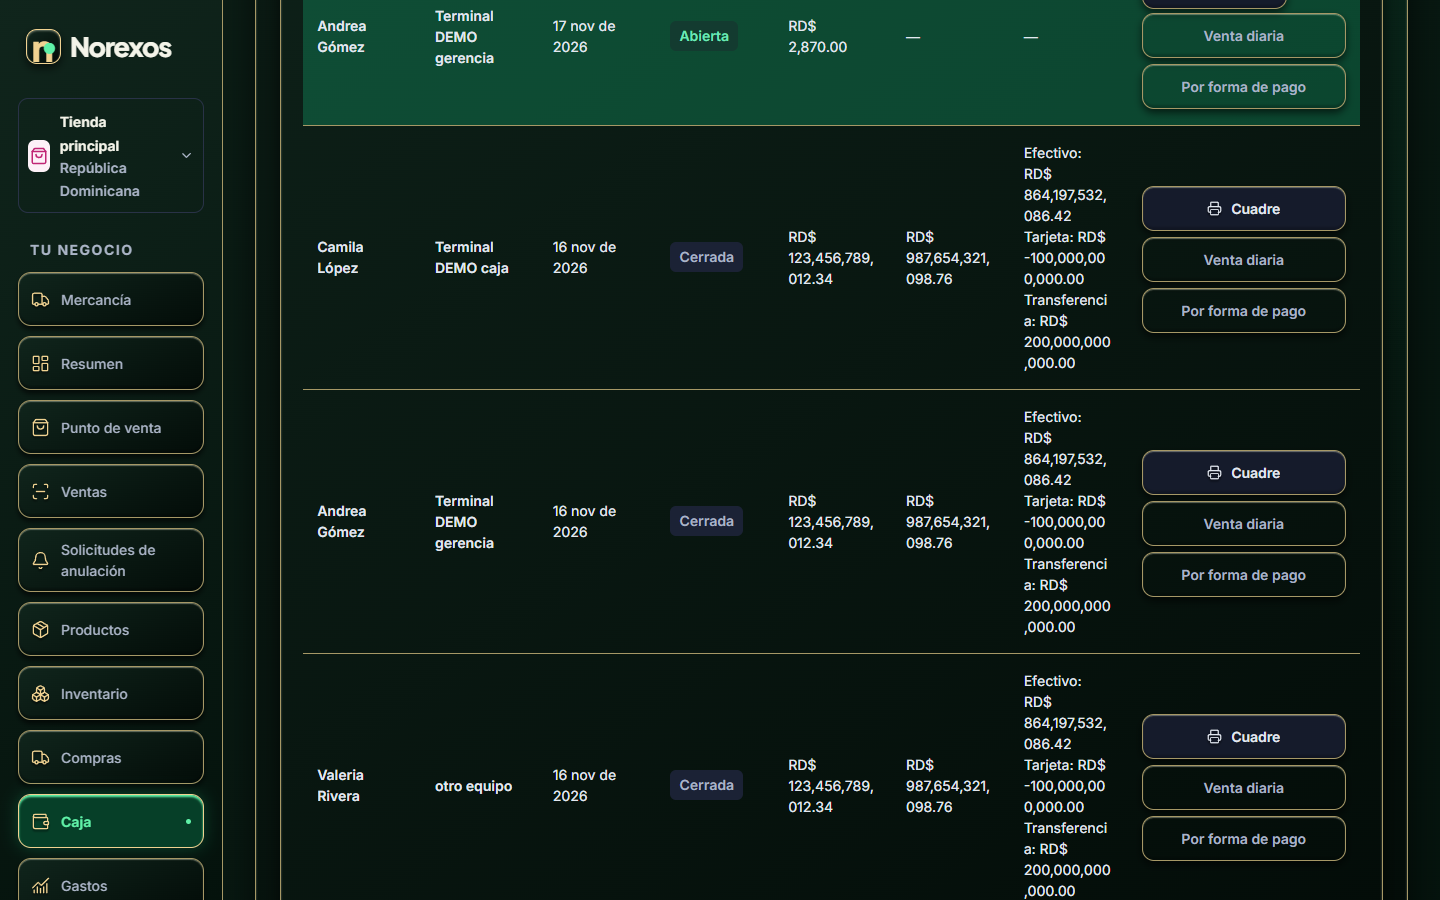 Norexos
Tienda
principal
República
Dominicana
TU NEGOCIO
Mercancía
Resumen
Punto de venta
Ventas
Solicitudes de
anulación
Productos
Inventario
Compras
Caja
Gastos
Andrea
Gómez
Terminal
DEMO
gerencia
17 nov de
2026
Abierta
RD$
2,870.00
—
—
Venta diaria
Por forma de pago
Camila
López
Terminal
DEMO caja
16 nov de
2026
Cerrada
RD$
123,456,789,
012.34
RD$
987,654,321,
098.76
Efectivo:
RD$
864,197,532,
086.42
Tarjeta: RD$
-100,000,00
0,000.00
Transferenci
a: RD$
200,000,000
,000.00
Cuadre
Venta diaria
Por forma de pago
Andrea
Gómez
Terminal
DEMO
gerencia
16 nov de
2026
Cerrada
RD$
123,456,789,
012.34
RD$
987,654,321,
098.76
Efectivo:
RD$
864,197,532,
086.42
Tarjeta: RD$
-100,000,00
0,000.00
Transferenci
a: RD$
200,000,000
,000.00
Cuadre
Venta diaria
Por forma de pago
Valeria
Rivera
otro equipo
16 nov de
2026
Cerrada
RD$
123,456,789,
012.34
RD$
987,654,321,
098.76
Efectivo:
RD$
864,197,532,
086.42
Tarjeta: RD$
-100,000,00
0,000.00
Transferenci
a: RD$
200,000,000
,000.00
Cuadre
Venta diaria
Por forma de pago